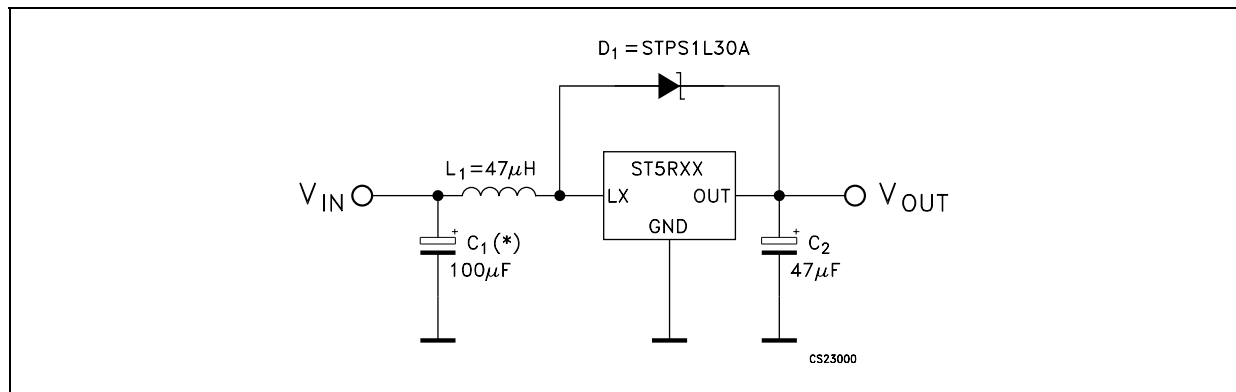 D1=STPS1L30A
L1=47μH
ST5RXX
VIN
LX
OUT
VOUT
GND
+
C1(*)
100μF
+
C2
47μF
CS23000